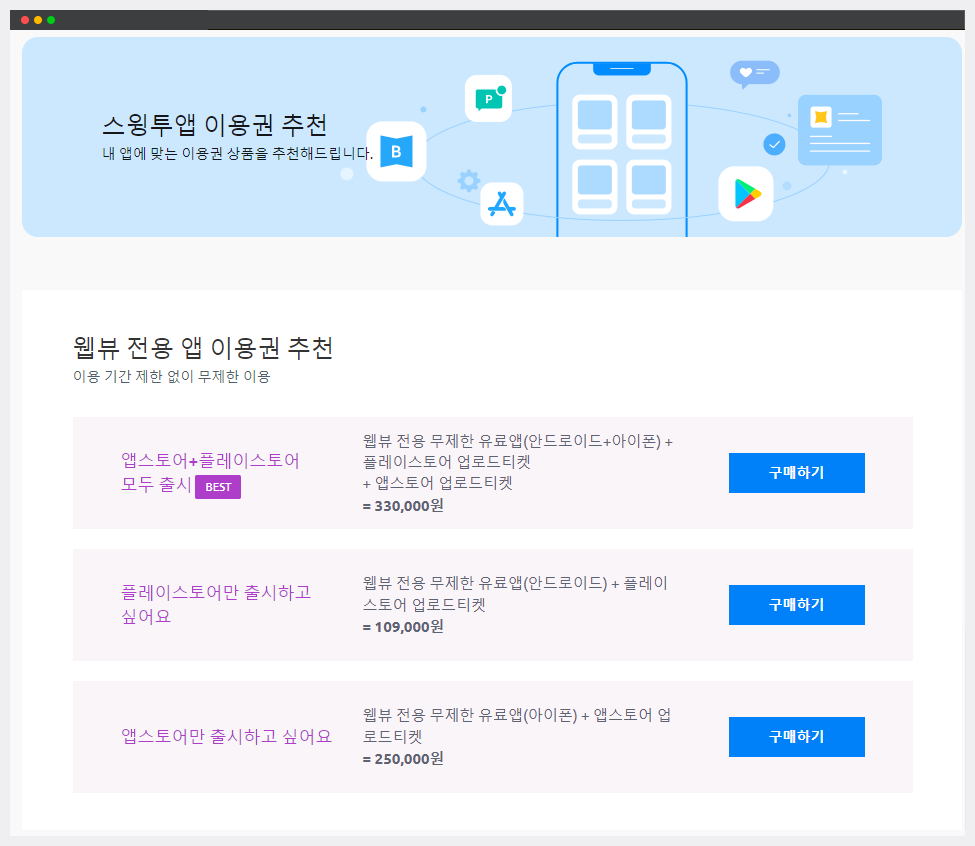 스윙투앱 이용권 추천
내 앱에 맞는 이용권 상품을 추천해드립니다.
P
B
웹뷰 전용 앱 이용권 추천
이용 기간 제한 없이 무제한 이용
앱스토어+플레이스토어
모두 출시 BEST
웹뷰 전용 무제한 유료앱(안드로이드+아이폰) +
플레이스토어 업로드티켓
+ 앱스토어 업로드티켓
= 330,000원
구매하기
플레이스토어만 출시하고
싶어요
웹뷰 전용 무제한 유료앱(안드로이드) + 플레이
스토어 업로드티켓
= 109,000원
구매하기
앱스토어만 출시하고 싶어요
웹뷰 전용 무제한 유료앱(아이폰) + 앱스토어 업
로드티켓
= 250,000원
구매하기